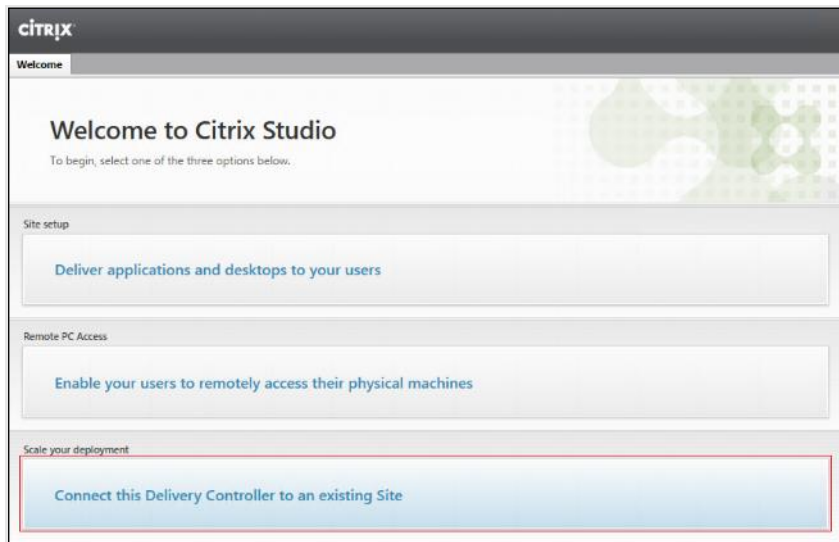 CİTRIX
Welcome
Welcome to Citrix Studio
To begin, select one of the three options below.
Site setup
Deliver applications and desktops to your users
Remote PC Access
Enable your users to remotely access their physical machines
Scale your deployment
Connect this Delivery Controller to an existing Site